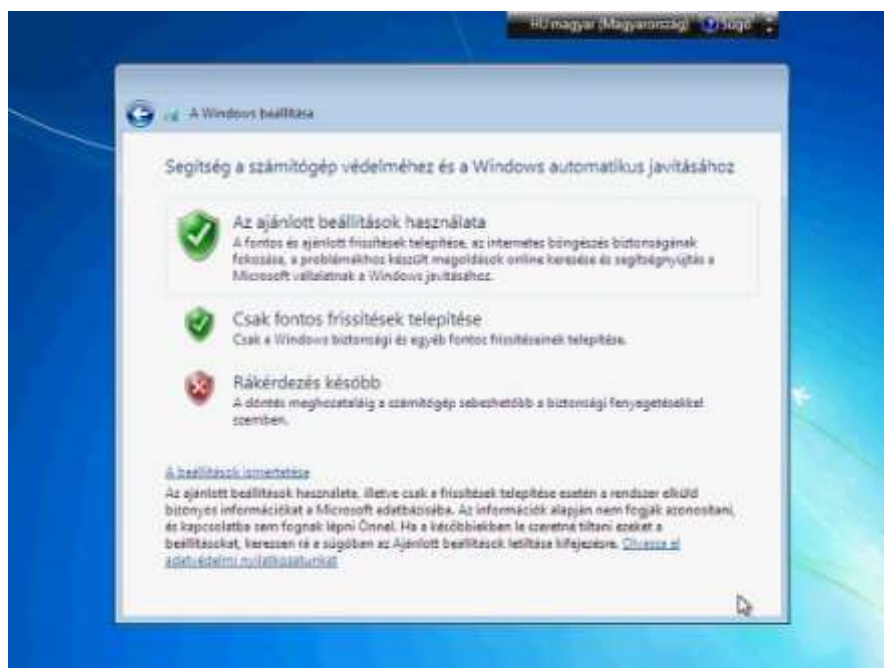 HU magyar (Magyarország) Súgó
A Windows beállítása
Segítség a számítógép védelméhez és a Windows automatikus javításához
Az ajánlott beállítások használata
A fontos és ajánlott frissítések telepítése, az internetes böngészés biztonságának
fokozása, a problémákhoz készült megoldások online keresése és segítségnyújtás a
Microsoft vállalatnak a Windows javításához.
Csak fontos frissítések telepítése
Csak a Windows biztonsági és egyéb fontos frissítéseinek telepítése.
Rákérdezés később
A döntés meghozataláig a számítógép sebezhetőbb a biztonsági fenyegetésekkel
szemben.
A beállítások ismertetése
Az ajánlott beállítások használata, illetve csak a frissítések telepítése esetén a rendszer elküld
bizonyos információkat a Microsoft adatbázisába. Az információk alapján nem fogják azonosítani,
és kapcsolatba sem fognak lépni Önnel. Ha a későbbiekben le szeretné tiltani ezeket a
beállításokat, keressen rá a súgóban az Ajánlott beállítások letiltása kifejezésre. Olvassa el
adatvédelmi nyilatkozatunkat